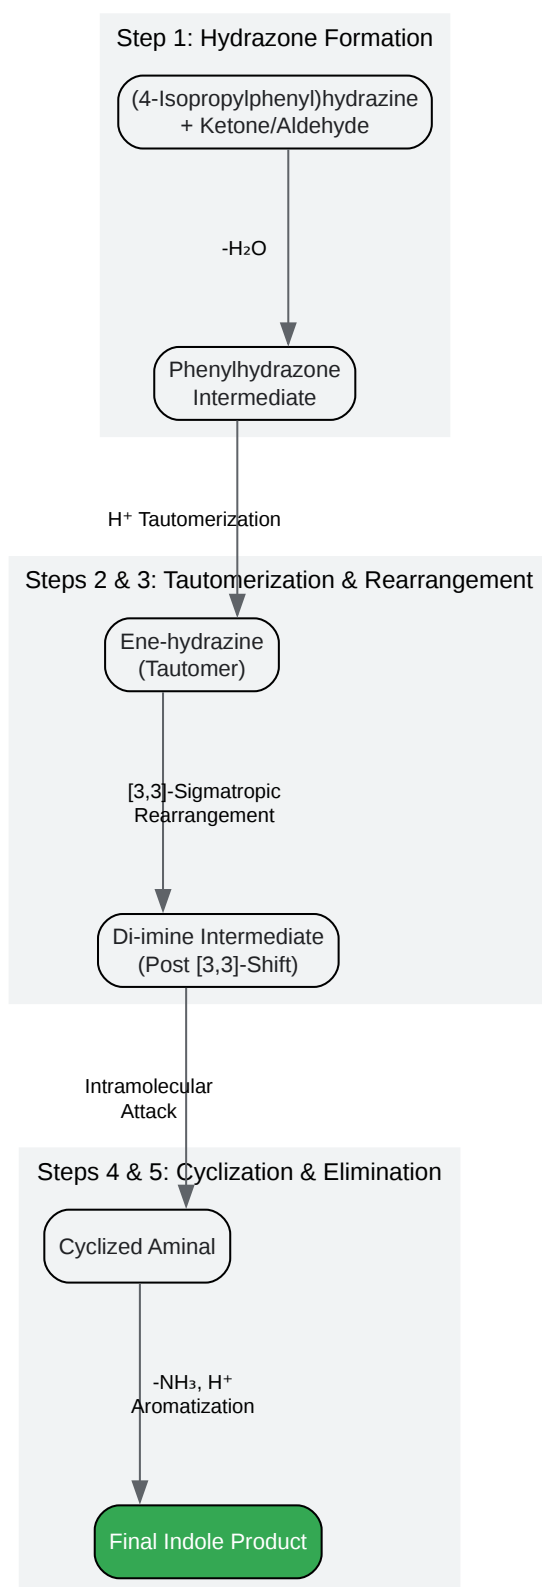 Step 1: Hydrazone Formation
(4-Isopropylphenyl)hydrazine
+ Ketone/Aldehyde
-H₂O
Phenylhydrazone
Intermediate
H⁺ Tautomerization
Steps 2 & 3: Tautomerization & Rearrangement
Ene-hydrazine
(Tautomer)
[3,3]-Sigmatropic
Rearrangement
Di-imine Intermediate
(Post [3,3]-Shift)
Intramolecular
Attack
Steps 4 & 5: Cyclization & Elimination
Cyclized Aminal
-NH₃, H⁺
Aromatization
Final Indole Product